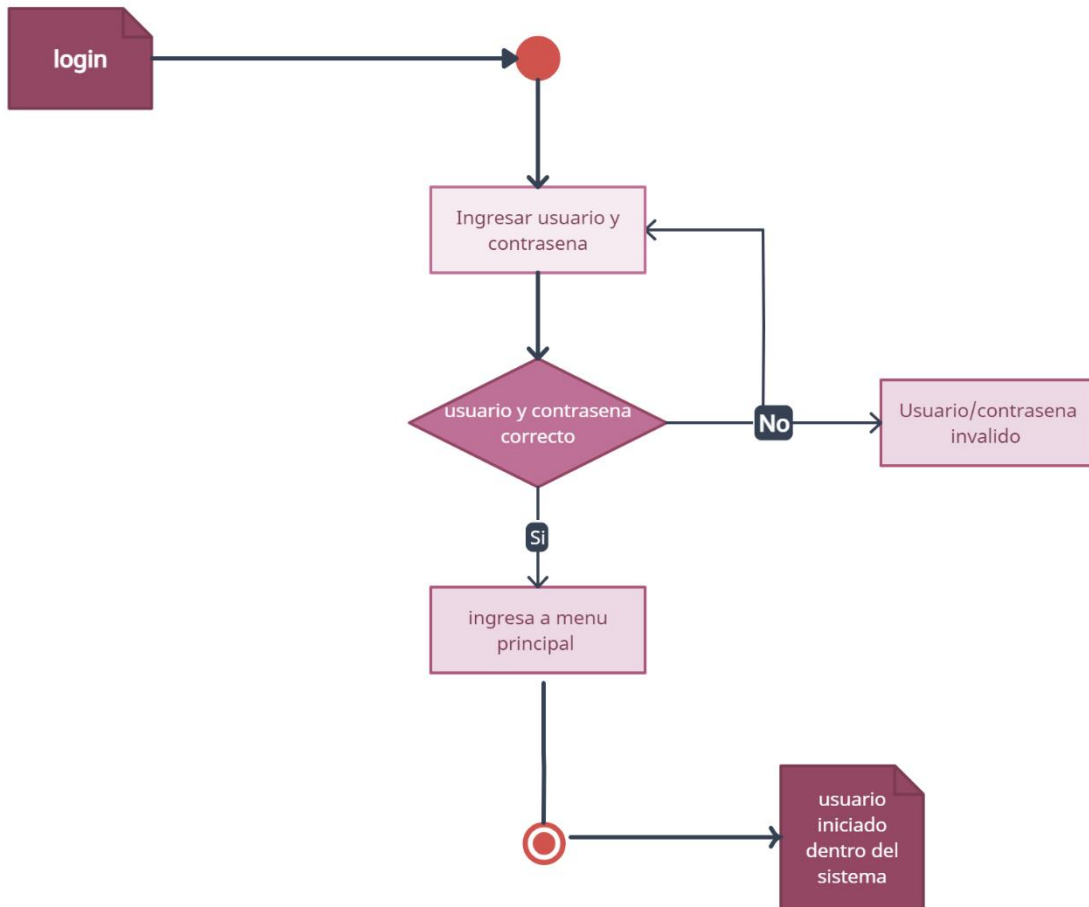 login
Ingresar usuario y
contrasena
usuario y contrasena
correcto
No
Usuario/contrasena
invalido
Si
ingresa a menu
principal
usuario
iniciado
dentro del
sistema